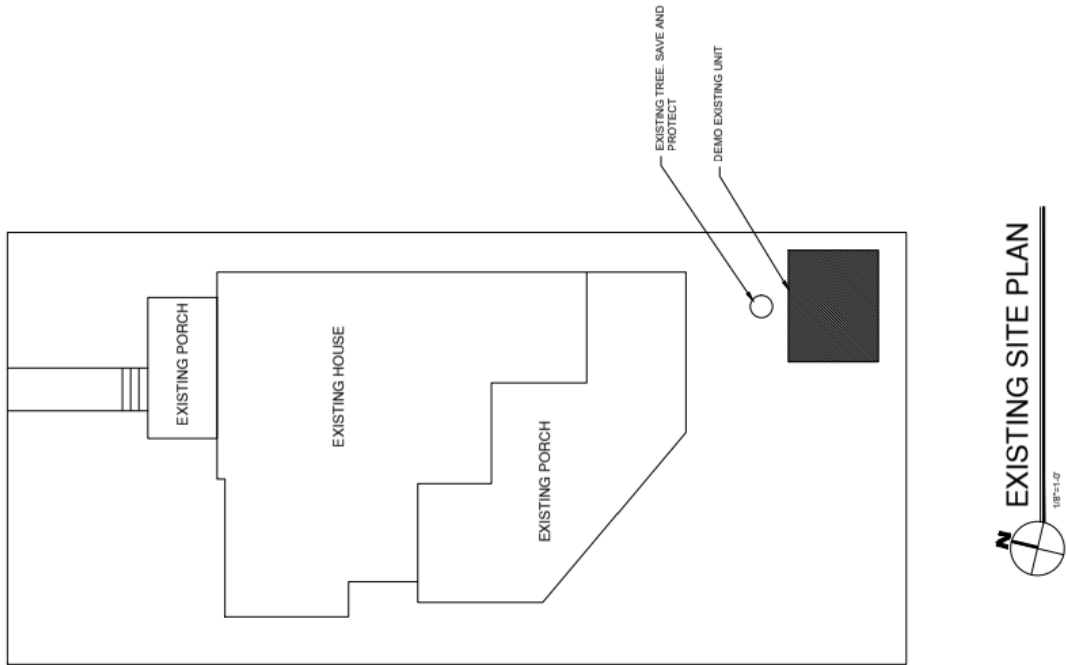 EXISTING TREE. SAVE AND
PROTECT
DEMO EXISTING UNIT
EXISTING PORCH
EXISTING HOUSE
EXISTING PORCH
N
EXISTING SITE PLAN
1/8"=1-0'